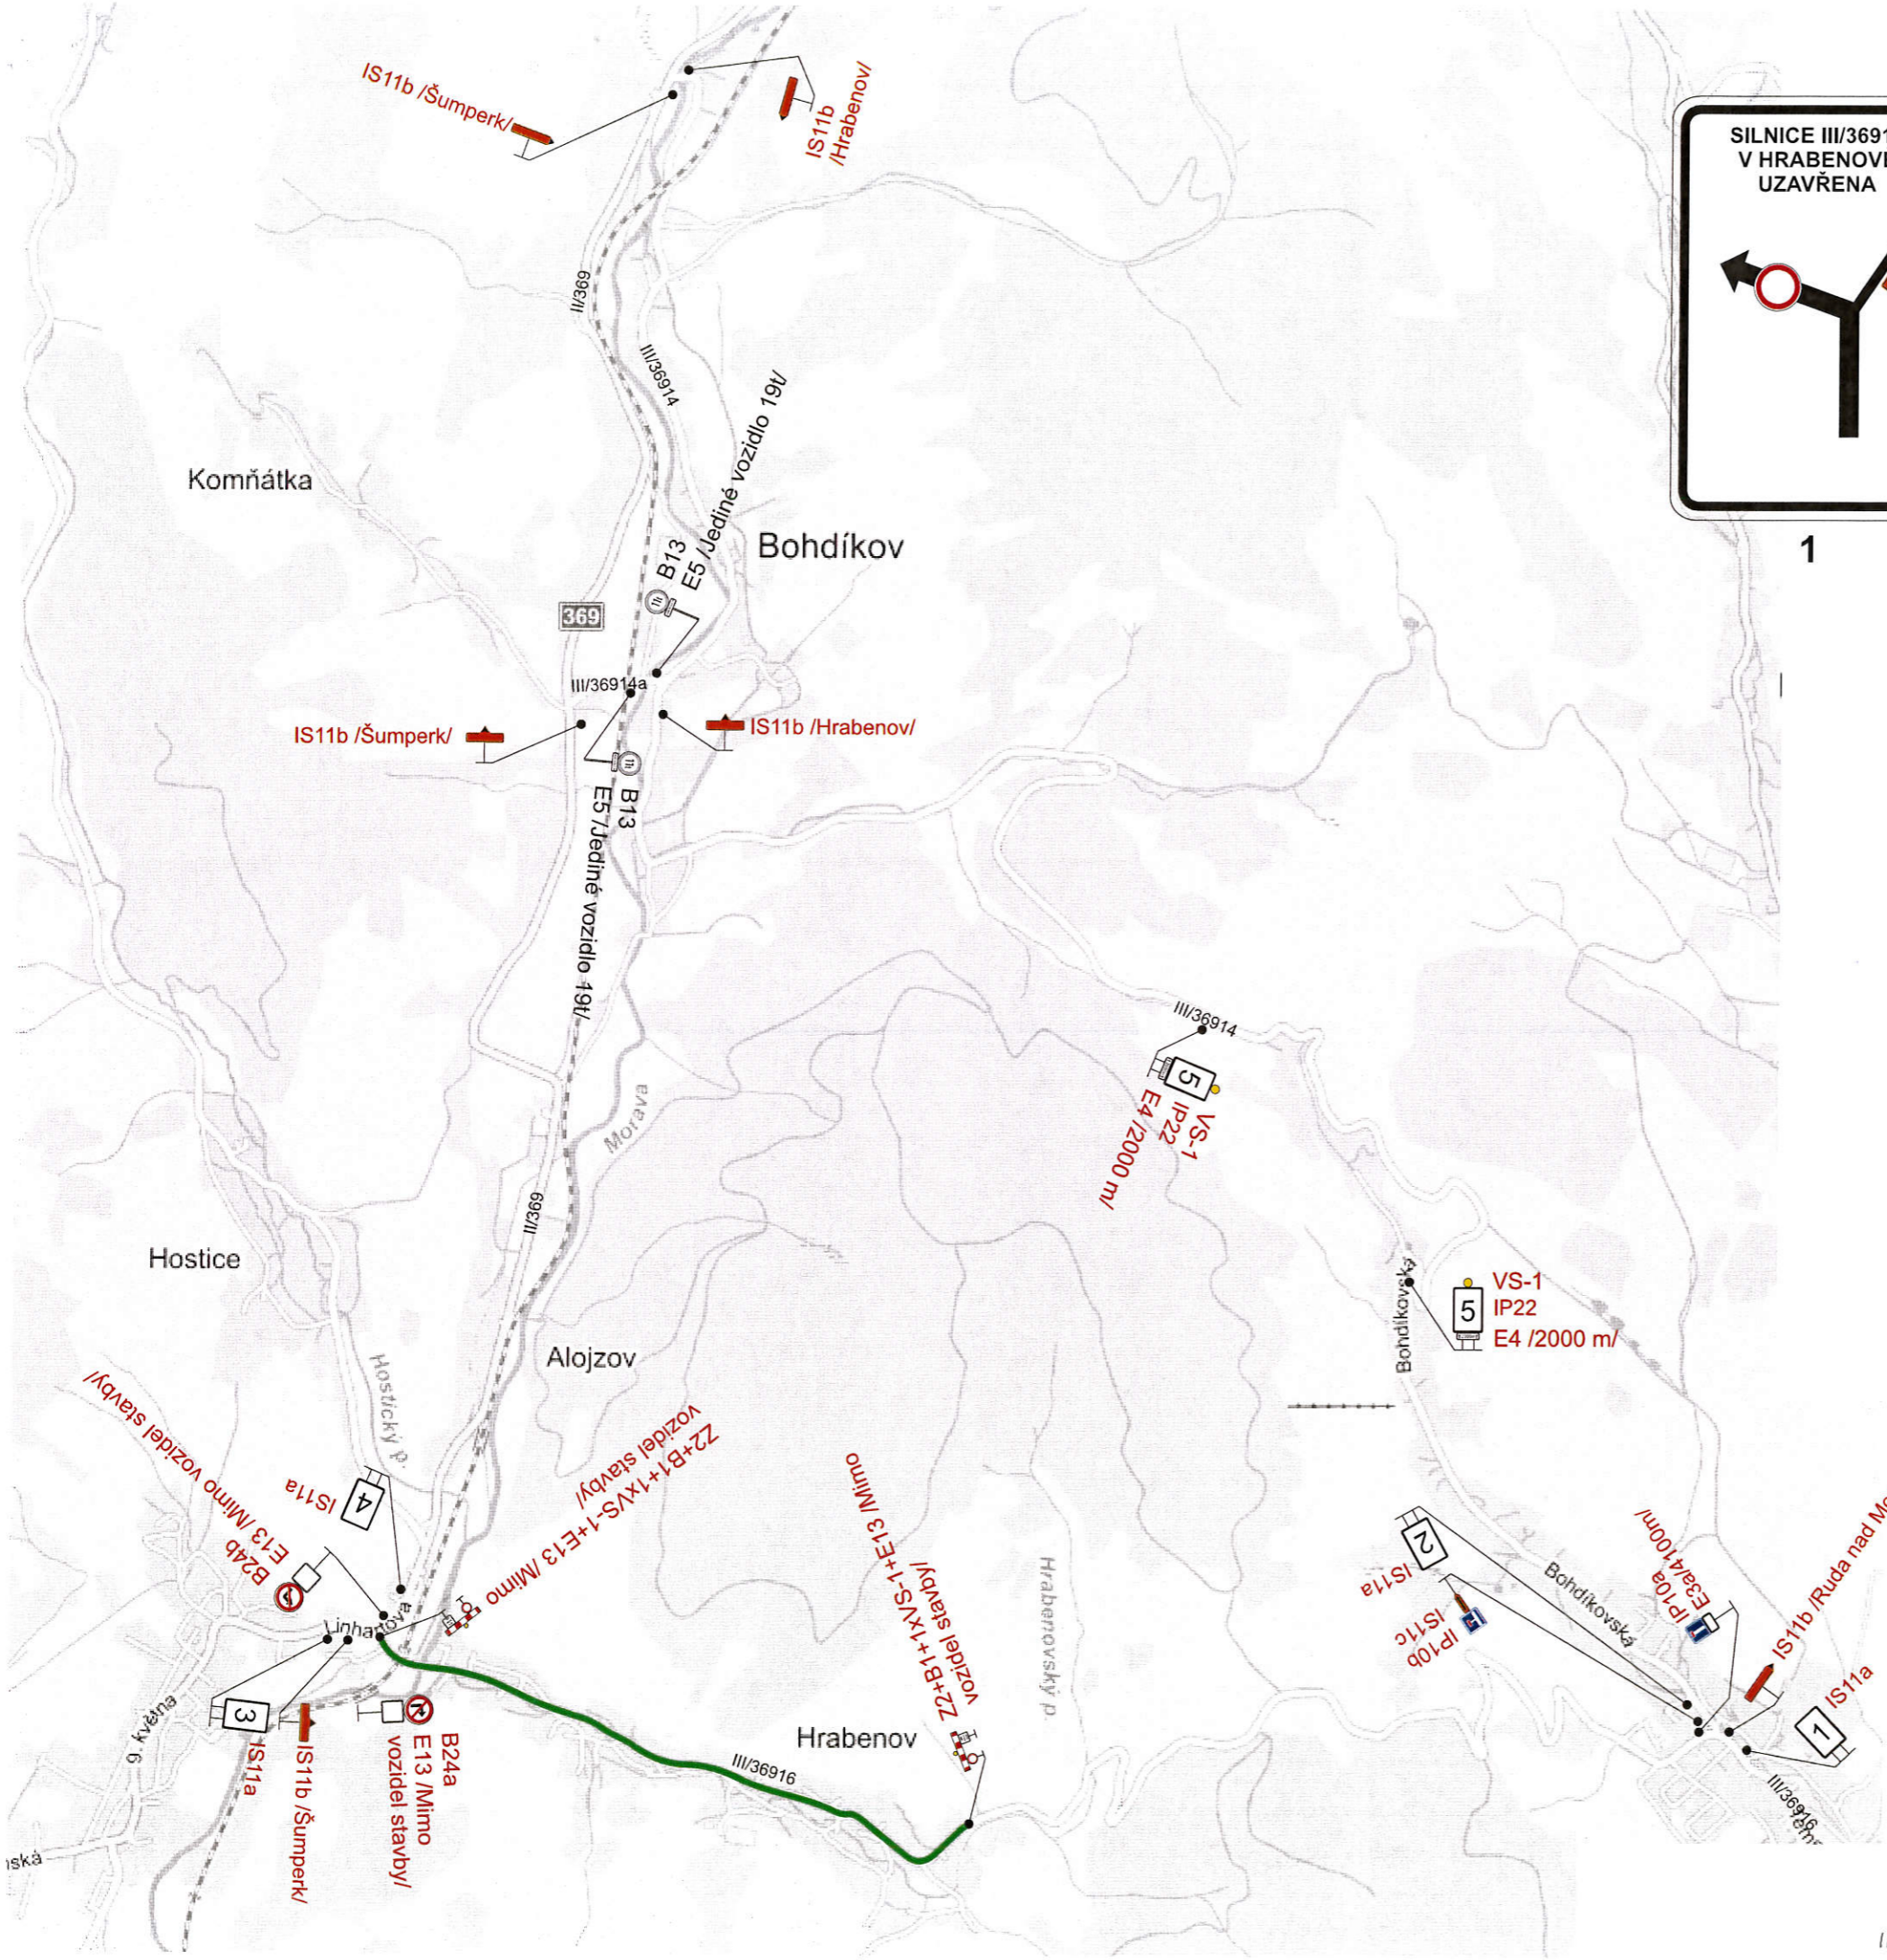 IS11b /Šumperk/
IS11b
/Hrabenov/
V HRABENOVĚ
UZAVŘENA
1
II/369
III/36914
Komňátka
Bohdíkov
B13
E5 /Jediné vozidlo 19t/
369
III/36914a
IS11b /Šumperk/
IS11b /Hrabenov/
B13
E5 /Jediné vozidlo 19t/
III/36914
5
VS-1
IP22
E4 /2000 m/
Morava
II/369
Hostice
Bohdíkovská
5
VS-1
IP22
E4 /2000 m/
Alojzov
Hostický p.
B24b
E13 /Mimo vozidel stavby/
4
IS11a
Z2+B1+1xVS-1+E13 /Mimo
vozidel stavby/
Z2+B1+1xVS-1+E13 /Mimo
vozidel stavby/
Hrabenovský p.
2
IS11a
IP10b
IS11c
Bohdíkovská
IP10a
E3a/4100m/
IS11b /Ruda nad
1
IS11a
Linhartova
9. května
3
IS11a
IS11b /Šumperk/
B24a
E13 /Mimo
vozidel stavby/
Hrabenov
III/36916
III/36916